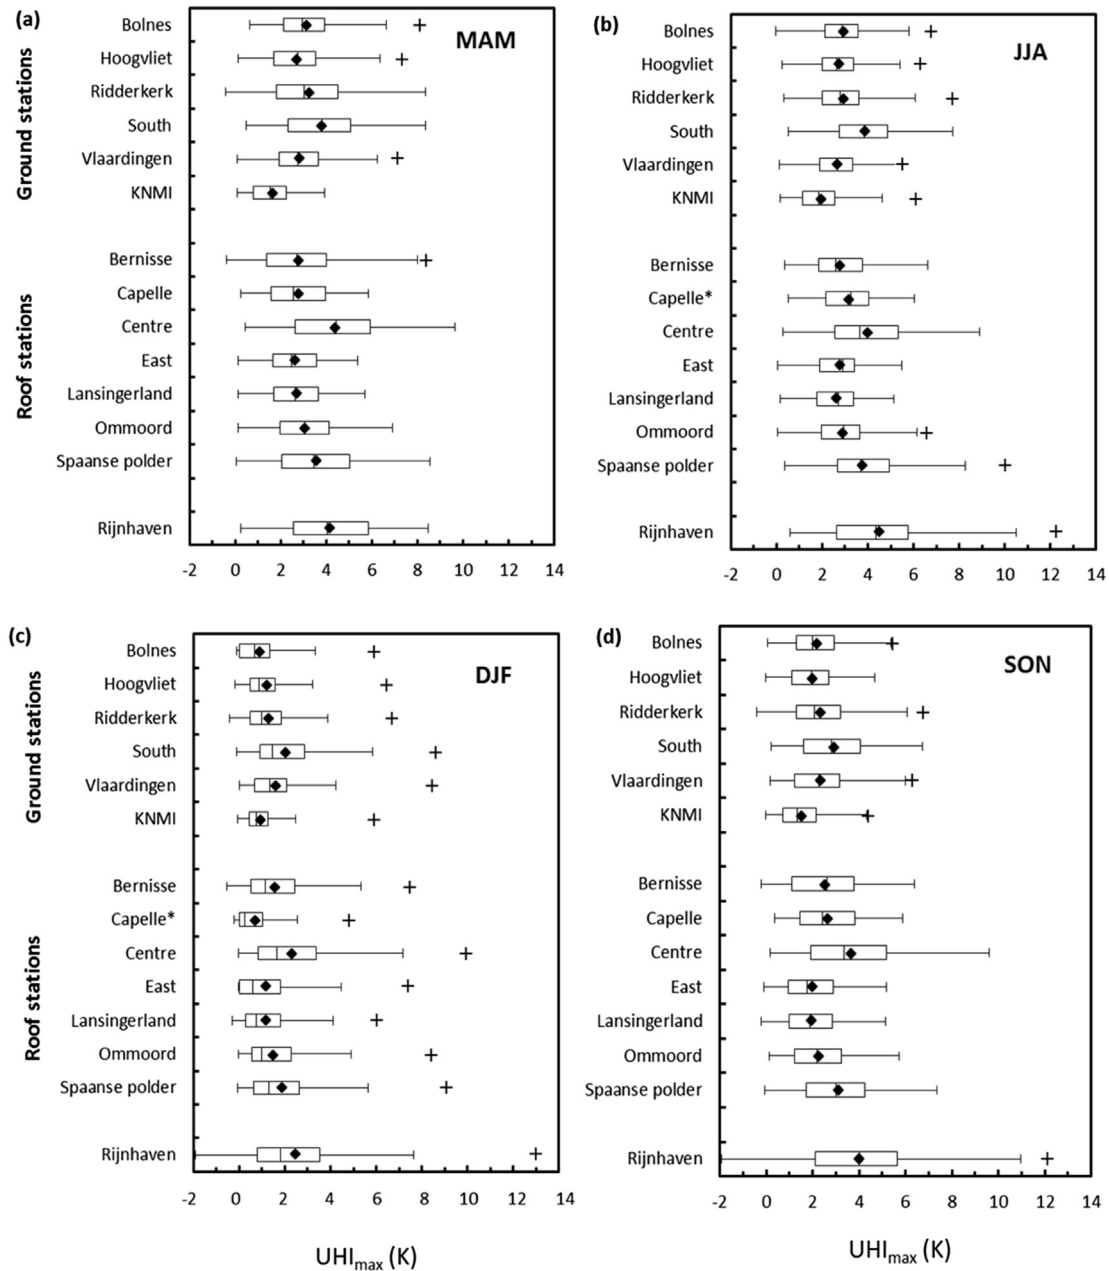 (a)
MAM
Ground stations
Bolnes
Hoogvliet
Ridderkerk
South
Vlaardingen
KNMI
Roof stations
Bernisse
Capelle
Centre
East
Lansingerland
Ommoord
Spaanse polder
Rijnhaven
-2 0 2 4 6 8 10 12 14
(b)
JJA
Bolnes
Hoogvliet
Ridderkerk
South
Vlaardingen
KNMI
Bernisse
Capelle*
Centre
East
Lansingerland
Ommoord
Spaanse polder
Rijnhaven
-2 0 2 4 6 8 10 12 14
(c)
DJF
Ground stations
Bolnes
Hoogvliet
Ridderkerk
South
Vlaardingen
KNMI
Roof stations
Bernisse
Capelle*
Centre
East
Lansingerland
Ommoord
Spaanse polder
Rijnhaven
-2 0 2 4 6 8 10 12 14
UHImax (K)
(d)
SON
Bolnes
Hoogvliet
Ridderkerk
South
Vlaardingen
KNMI
Bernisse
Capelle
Centre
East
Lansingerland
Ommoord
Spaanse polder
Rijnhaven
-2 0 2 4 6 8 10 12 14
UHImax (K)